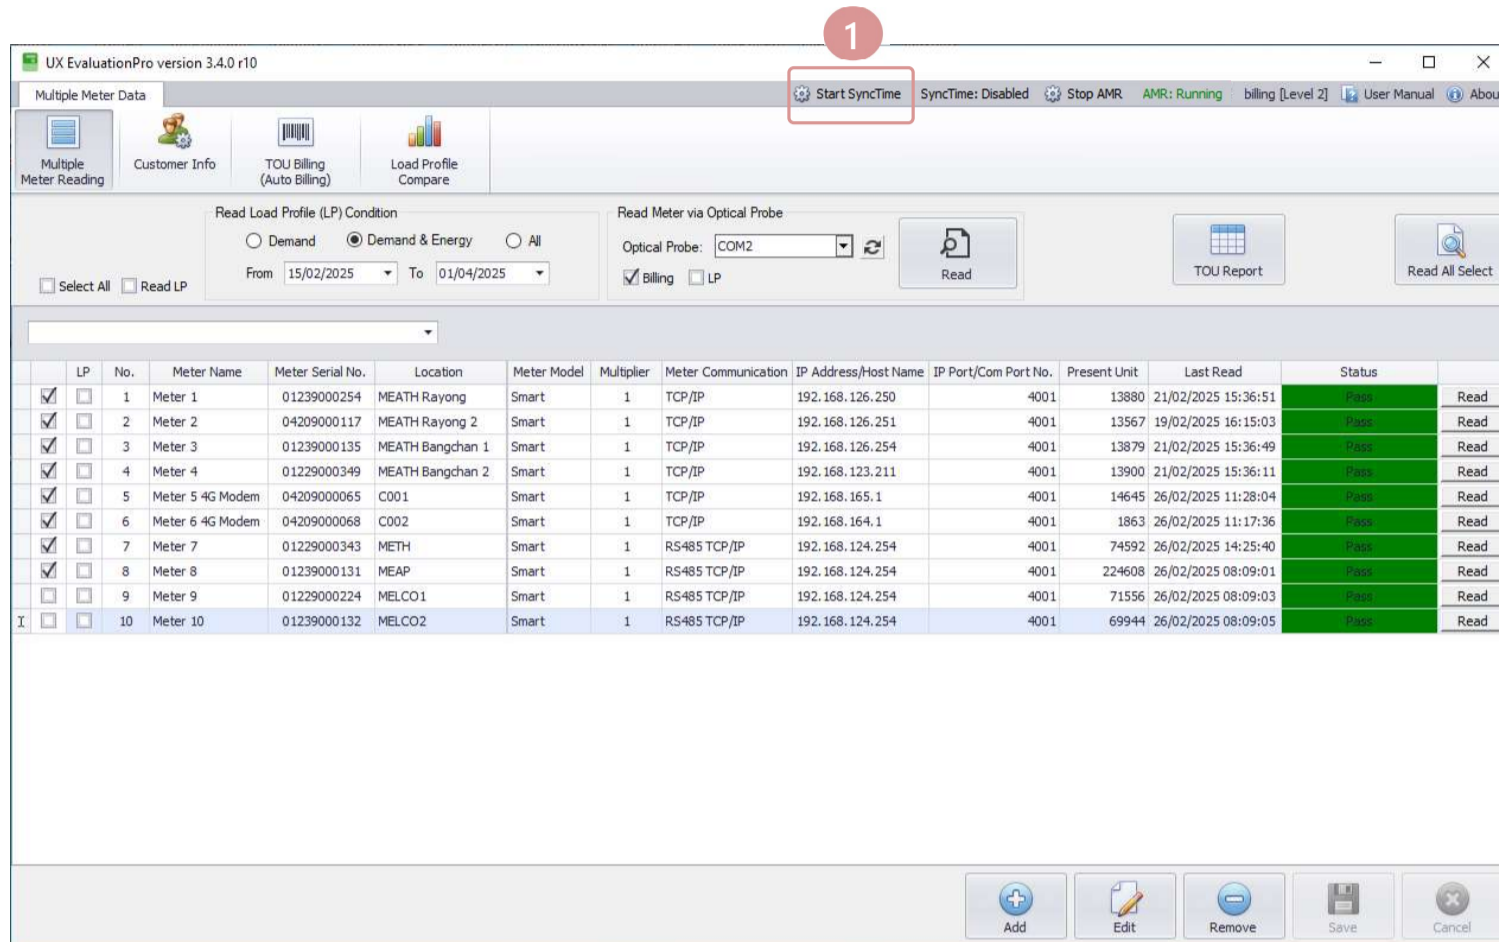 1
UX EvaluationPro version 3.4.0 r10
Multiple Meter Data
Start SyncTime SyncTime: Disabled Stop AMR AMR: Running billing [Level 2] User Manual Abou
Multiple Meter Reading
Customer Info
TOU Billing (Auto Billing)
Load Profile Compare
Read Load Profile (LP) Condition
Demand Demand & Energy All
From 15/02/2025 To 01/04/2025
Select All Read LP
Read Meter via Optical Probe
Optical Probe: COM2
Billing LP
Read
TOU Report
Read All Select
LP No. Meter Name Meter Serial No. Location Meter Model Multiplier Meter Communication IP Address/Host Name IP Port/Com Port No. Present Unit Last Read Status
1 Meter 1 01239000254 MEATH Rayong Smart 1 TCP/IP 192.168.126.250 4001 13880 21/02/2025 15:36:51 Pass Read
2 Meter 2 04209000117 MEATH Rayong 2 Smart 1 TCP/IP 192.168.126.251 4001 13567 19/02/2025 16:15:03 Pass Read
3 Meter 3 01239000135 MEATH Bangchan 1 Smart 1 TCP/IP 192.168.126.254 4001 13879 21/02/2025 15:36:49 Pass Read
4 Meter 4 01229000349 MEATH Bangchan 2 Smart 1 TCP/IP 192.168.123.211 4001 13900 21/02/2025 15:36:11 Pass Read
5 Meter 5 4G Modem 04209000065 C001 Smart 1 TCP/IP 192.168.165.1 4001 14645 26/02/2025 11:28:04 Pass Read
6 Meter 6 4G Modem 04209000068 C002 Smart 1 TCP/IP 192.168.164.1 4001 1863 26/02/2025 11:17:36 Pass Read
7 Meter 7 01229000343 METH Smart 1 RS485 TCP/IP 192.168.124.254 4001 74592 26/02/2025 14:25:40 Pass Read
8 Meter 8 01239000131 MEAP Smart 1 RS485 TCP/IP 192.168.124.254 4001 224608 26/02/2025 08:09:01 Pass Read
9 Meter 9 01229000224 MELCO1 Smart 1 RS485 TCP/IP 192.168.124.254 4001 71556 26/02/2025 08:09:03 Pass Read
10 Meter 10 01239000132 MELCO2 Smart 1 RS485 TCP/IP 192.168.124.254 4001 69944 26/02/2025 08:09:05 Pass Read
Add Edit Remove Save Cancel